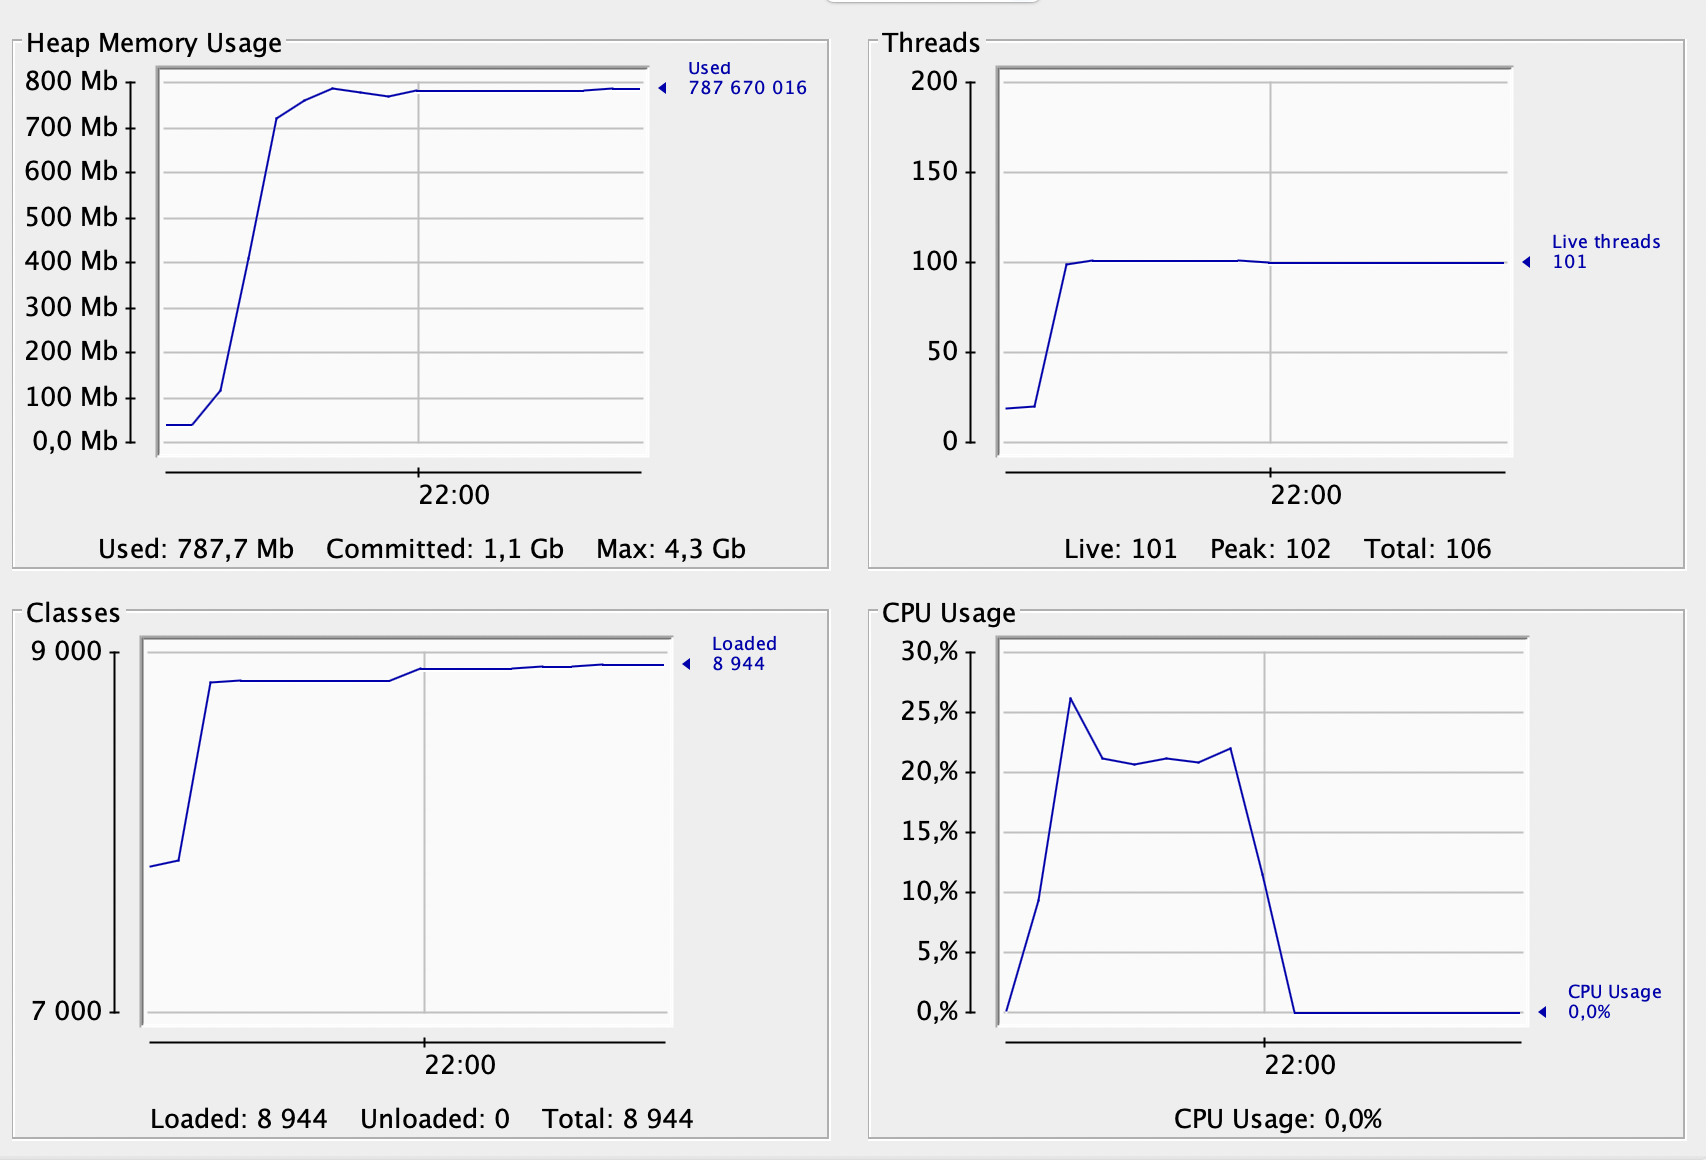 Heap Memory Usage
800 Mb
700 Mb
600 Mb
500 Mb
400 Mb
300 Mb
200 Mb
100 Mb
0,0 Mb
22:00
Used
787 670 016
Used: 787,7 Mb Committed: 1,1 Gb Max: 4,3 Gb
Threads
200
150
100
50
0
22:00
Live threads
101
Live: 101 Peak: 102 Total: 106
Classes
9 000
7 000
22:00
Loaded
8 944
Loaded: 8 944 Unloaded: 0 Total: 8 944
CPU Usage
30,%
25,%
20,%
15,%
10,%
5,%
0,%
22:00
CPU Usage
0,0%
CPU Usage: 0,0%